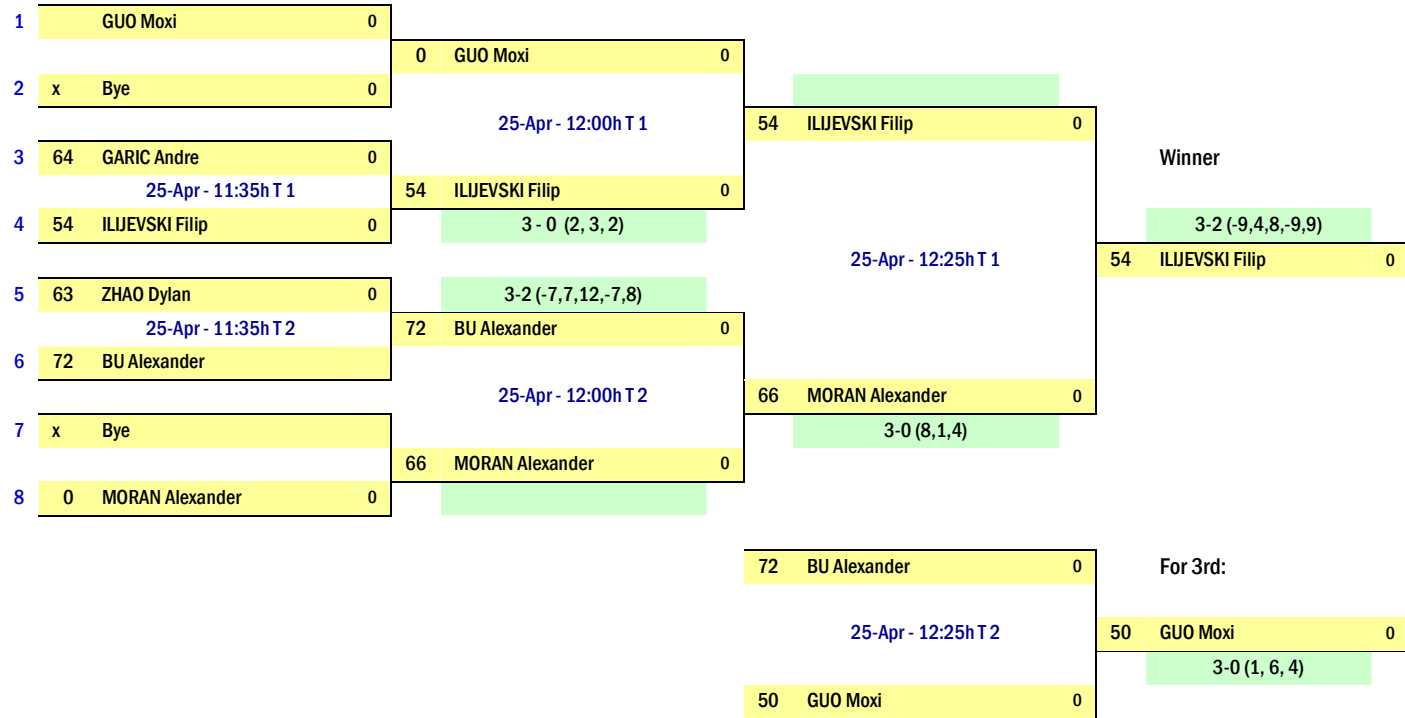 1 GUO Moxi 0
0 GUO Moxi 0
2 x Bye 0
25-Apr - 12:00h T 1
54 ILIJEVSKI Filip 0
3 64 GARIC Andre 0
Winner
25-Apr - 11:35h T 1
54 ILIJEVSKI Filip 0
4 54 ILIJEVSKI Filip 0
3 - 0 (2, 3, 2)
3-2 (-9,4,8,-9,9)
25-Apr - 12:25h T 1
54 ILIJEVSKI Filip 0
5 63 ZHAO Dylan 0
3-2 (-7,7,12,-7,8)
25-Apr - 11:35h T 2
72 BU Alexander 0
6 72 BU Alexander
25-Apr - 12:00h T 2
66 MORAN Alexander 0
7 x Bye
3-0 (8,1,4)
66 MORAN Alexander 0
8 0 MORAN Alexander 0
72 BU Alexander 0
For 3rd:
25-Apr - 12:25h T 2
50 GUO Moxi 0
3-0 (1, 6, 4)
50 GUO Moxi 0